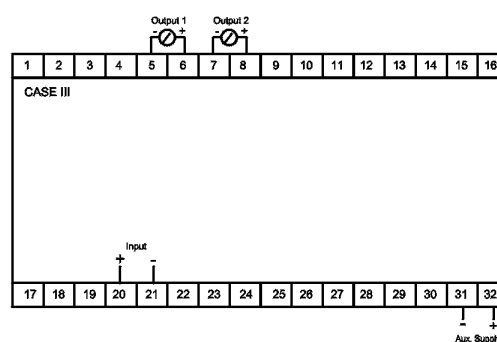 Output 1 Output 2
- + - +
1 2 3 4 5 6 7 8 9 10 11 12 13 14 15 16
CASE III
Input
+ -
17 18 19 20 21 22 23 24 25 26 27 28 29 30 31 32
- +
Aux. Supply